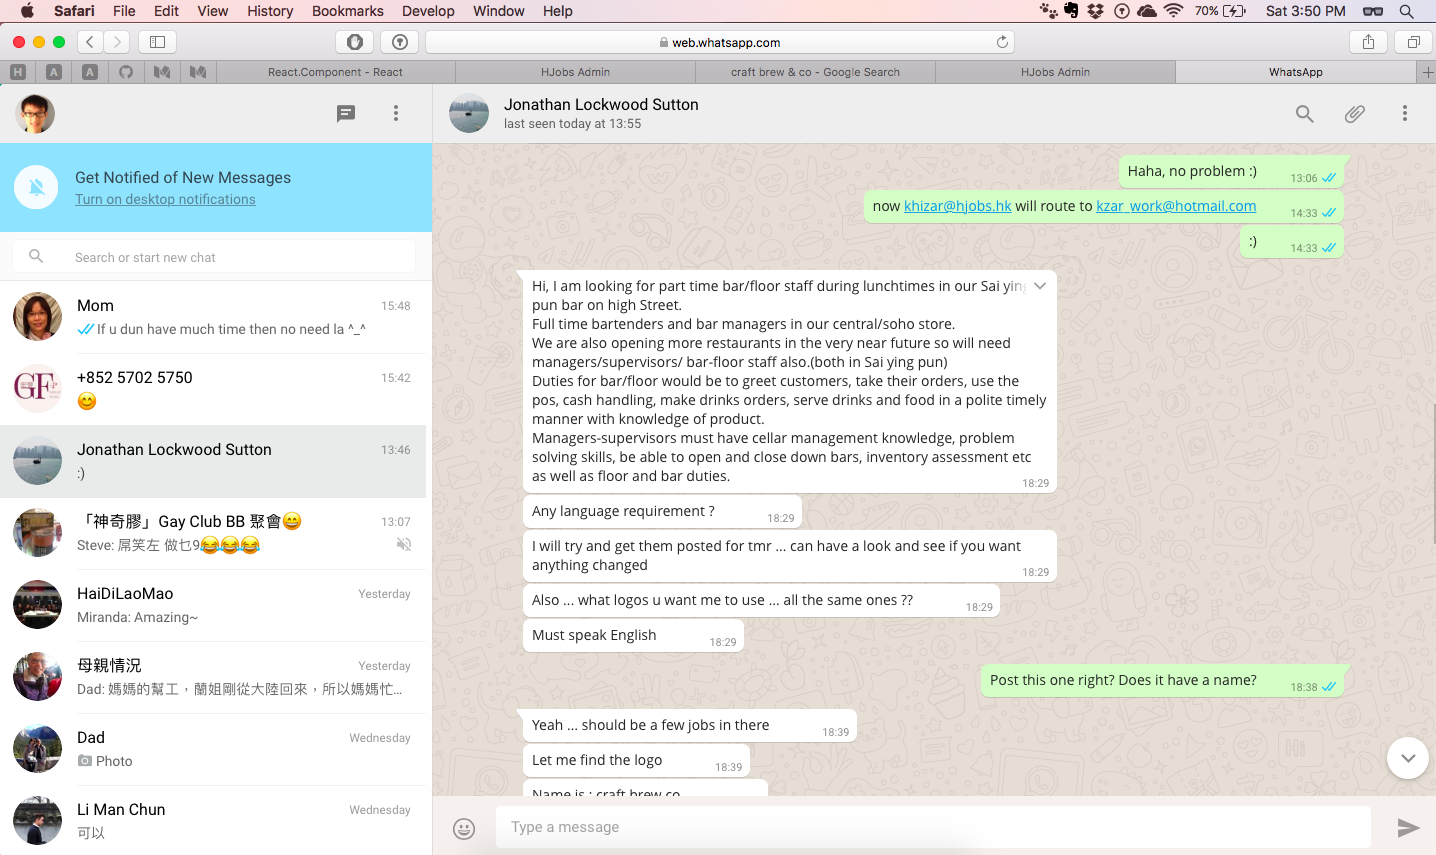 Safari File Edit View History Bookmarks Develop Window Help
70% Sat 3:50 PM
web.whatsapp.com
H A A React.Component - React HJobs Admin craft brew & co - Google Search HJobs Admin WhatsApp
Get Notified of New Messages
Turn on desktop notifications
Search or start new chat
Mom 15:48
If u dun have much time then no need la ^_^
GF
+852 5702 5750 15:42
😊
Jonathan Lockwood Sutton 13:46
:)
「神奇膠」Gay Club BB 聚會😄 13:07
Steve: 屌笑左 做乜9😂😂😂
HaiDiLaoMao Yesterday
Miranda: Amazing~
母親情況 Yesterday
Dad: 媽媽的幫工，蘭姐剛從大陸回來，所以媽媽忙...
Dad Wednesday
Photo
Li Man Chun Wednesday
可以
Jonathan Lockwood Sutton
last seen today at 13:55
Haha, no problem :) 13:06
now khizar@hjobs.hk will route to kzar_work@hotmail.com 14:33
:) 14:33
Hi, I am looking for part time bar/floor staff during lunchtimes in our Sai ying
pun bar on high Street.
Full time bartenders and bar managers in our central/soho store.
We are also opening more restaurants in the very near future so will need
managers/supervisors/ bar-floor staff also.(both in Sai ying pun)
Duties for bar/floor would be to greet customers, take their orders, use the
pos, cash handling, make drinks orders, serve drinks and food in a polite timely
manner with knowledge of product.
Managers-supervisors must have cellar management knowledge, problem
solving skills, be able to open and close down bars, inventory assessment etc
as well as floor and bar duties.
18:29
Any language requirement ? 18:29
I will try and get them posted for tmr ... can have a look and see if you want
anything changed 18:29
Also ... what logos u want me to use ... all the same ones ?? 18:29
Must speak English 18:29
Post this one right? Does it have a name? 18:38
Yeah ... should be a few jobs in there 18:39
Let me find the logo 18:39
Name is : craft brew co
Type a message